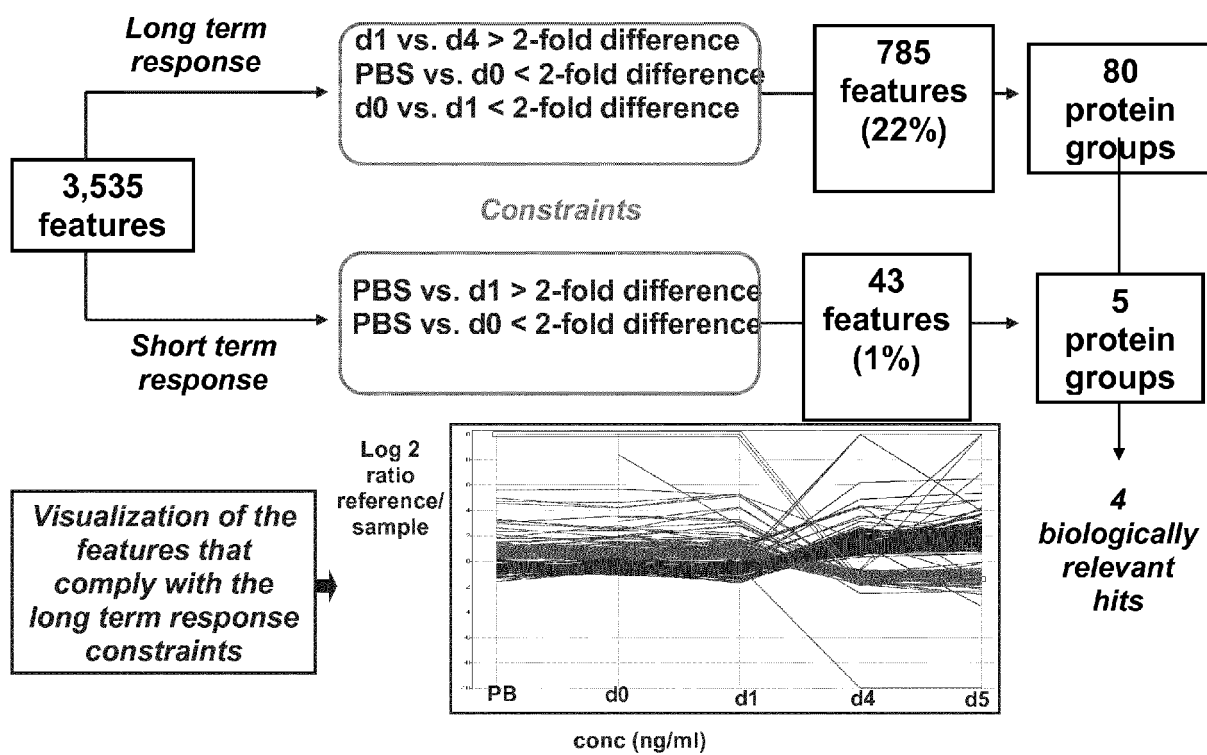 Long term
response
d1 vs. d4 > 2-fold difference
PBS vs. d0 < 2-fold difference
d0 vs. d1 < 2-fold difference
785
features
(22%)
80
protein
groups
3,535
features
Constraints
PBS vs. d1 > 2-fold difference
PBS vs. d0 < 2-fold difference
43
features
(1%)
5
protein
groups
Short term
response
Log 2
ratio
reference/
sample
Visualization of the
features that
comply with the
long term response
constraints
4
biologically
relevant
hits
PB d0 d1 d4 d5
conc (ng/ml)